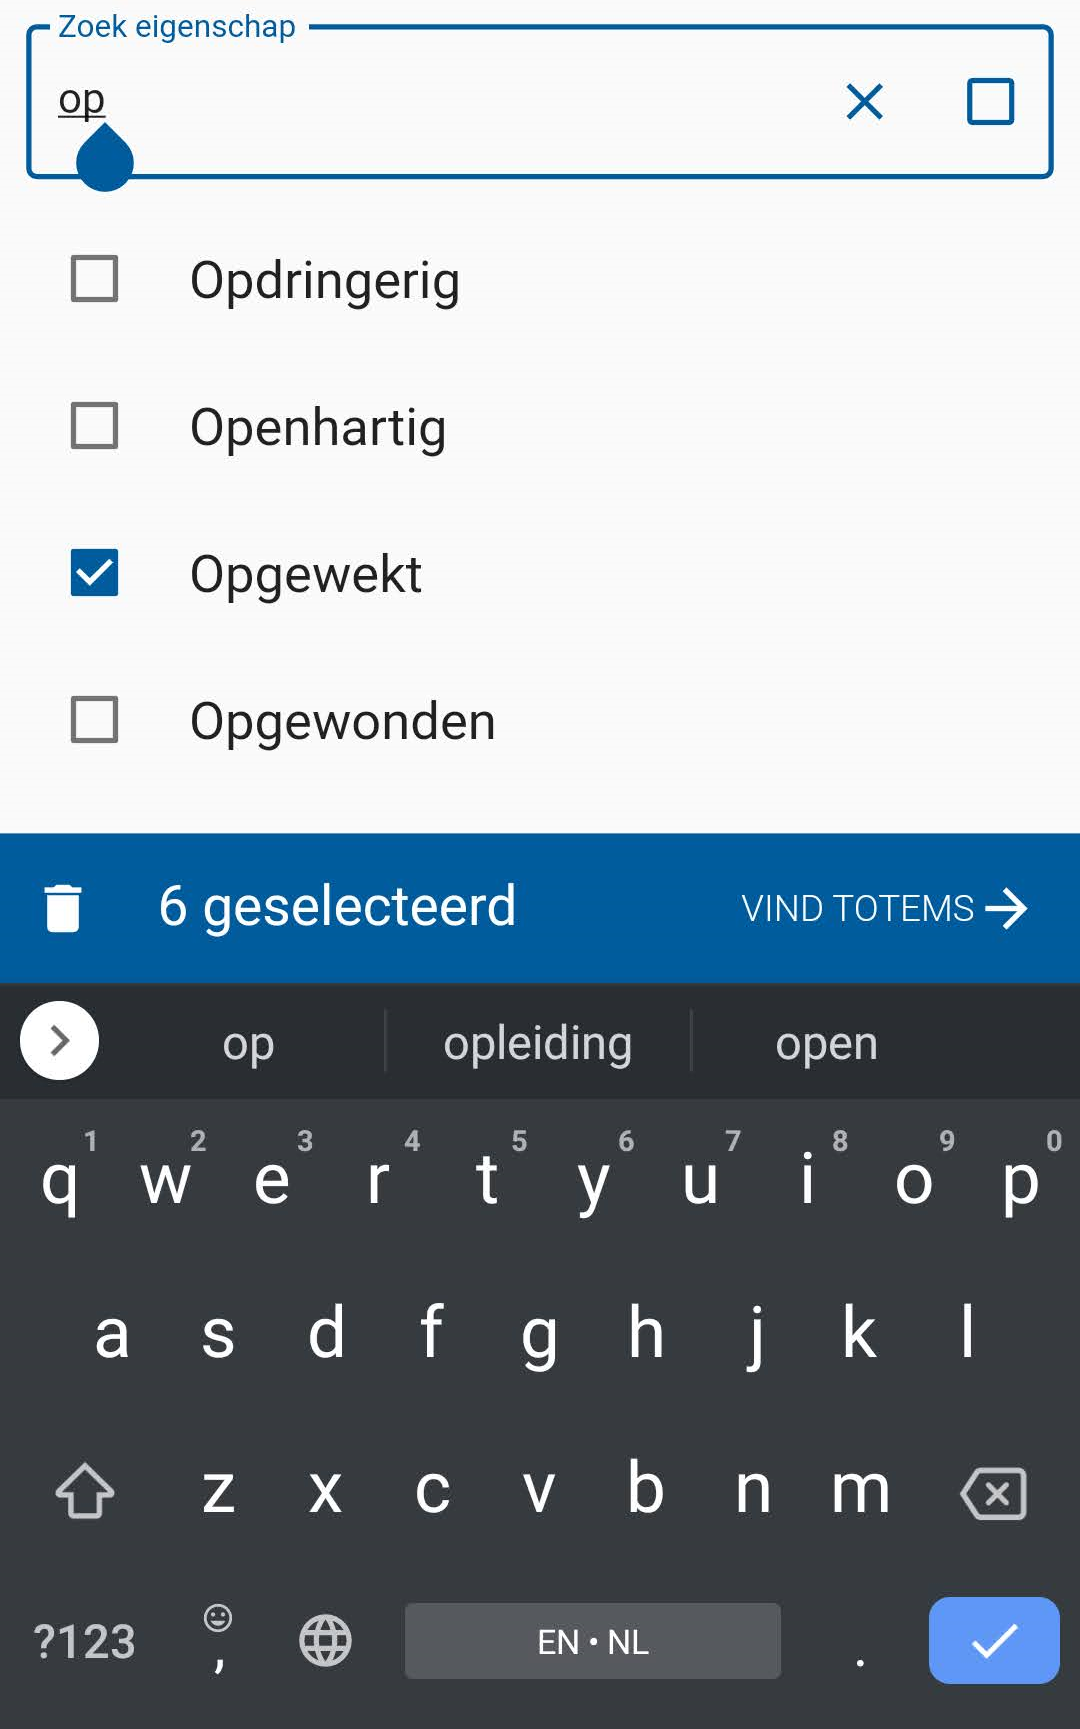 Zoek eigenschap
op
Opdringerig
Openhartig
Opgewekt
Opgewonden
6 geselecteerd VIND TOTEMS
op opleiding open
1 2 3 4 5 6 7 8 9 0
q w e r t y u i o p
a s d f g h j k l
z x c v b n m
?123 , EN • NL .